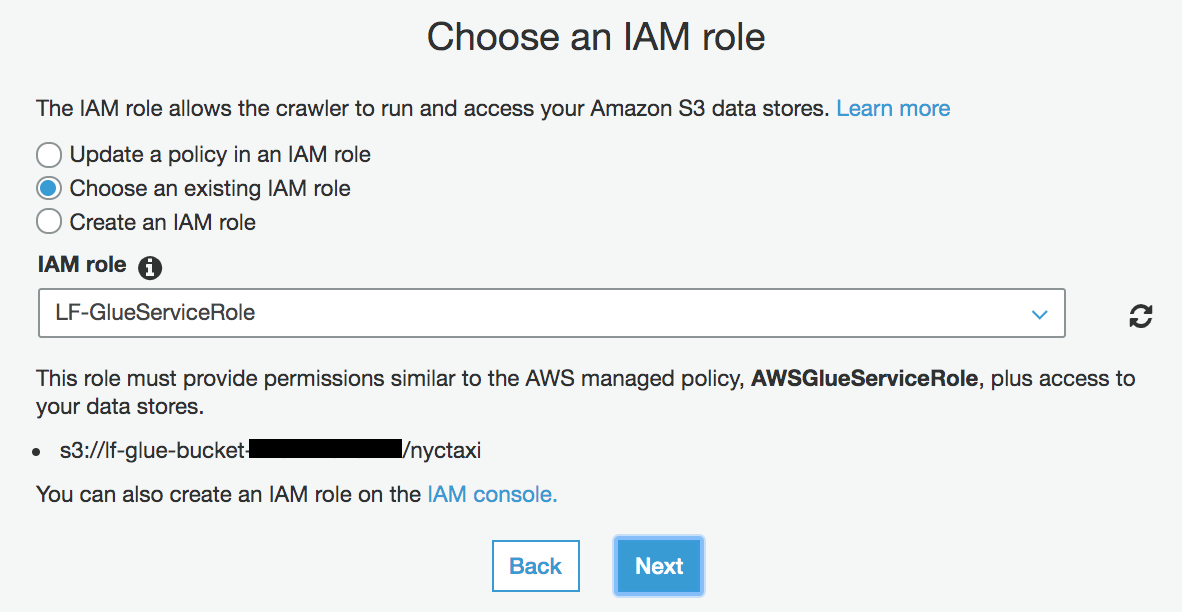 Choose an IAM role
The IAM role allows the crawler to run and access your Amazon S3 data stores. Learn more
Update a policy in an IAM role
Choose an existing IAM role
Create an IAM role
IAM role
LF-GlueServiceRole
This role must provide permissions similar to the AWS managed policy, AWSGlueServiceRole, plus access to
your data stores.
s3://lf-glue-bucket-/nyctaxi
You can also create an IAM role on the IAM console.
Back Next